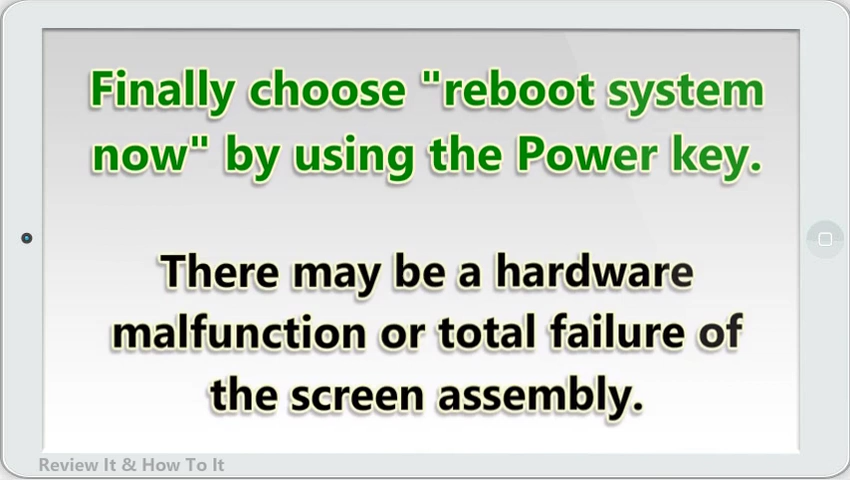 Finally choose "reboot system
now" by using the Power key.
There may be a hardware
malfunction or total failure of
the screen assembly.
Review It & How To It